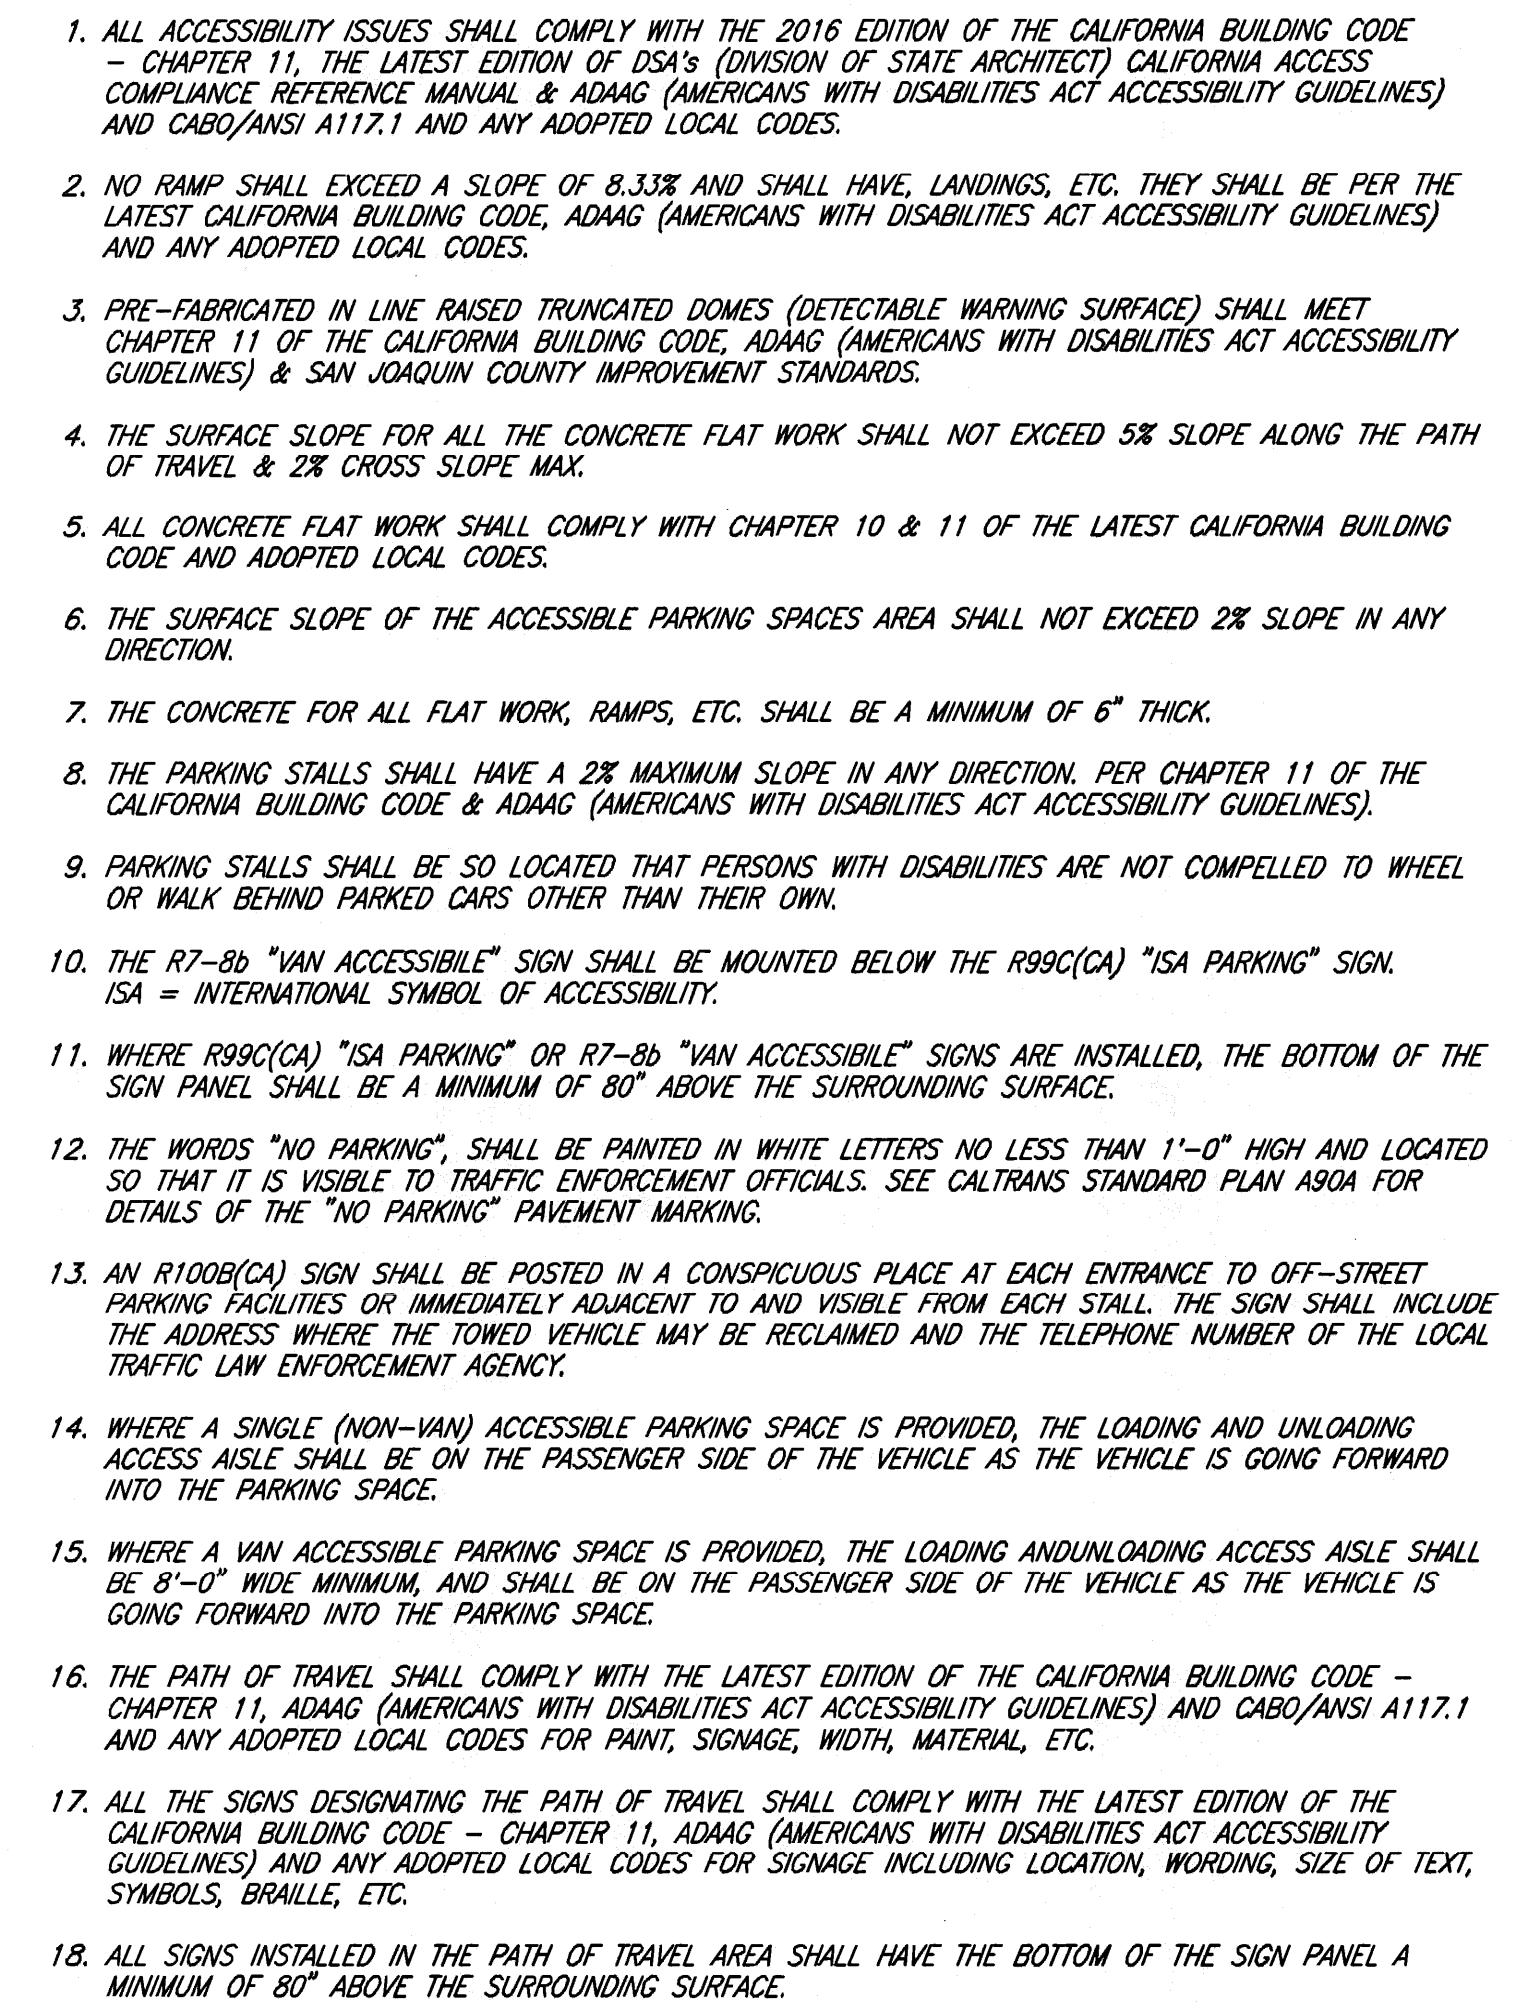 1. ALL ACCESSIBILITY ISSUES SHALL COMPLY WITH THE 2016 EDITION OF THE CALIFORNIA BUILDING CODE
– CHAPTER 11, THE LATEST EDITION OF DSA's (DIVISION OF STATE ARCHITECT) CALIFORNIA ACCESS
COMPLIANCE REFERENCE MANUAL & ADAAG (AMERICANS WITH DISABILITIES ACT ACCESSIBILITY GUIDELINES)
AND CABO/ANSI A117.1 AND ANY ADOPTED LOCAL CODES.
2. NO RAMP SHALL EXCEED A SLOPE OF 8.33% AND SHALL HAVE, LANDINGS, ETC. THEY SHALL BE PER THE
LATEST CALIFORNIA BUILDING CODE, ADAAG (AMERICANS WITH DISABILITIES ACT ACCESSIBILITY GUIDELINES)
AND ANY ADOPTED LOCAL CODES.
3. PRE-FABRICATED IN LINE RAISED TRUNCATED DOMES (DETECTABLE WARNING SURFACE) SHALL MEET
CHAPTER 11 OF THE CALIFORNIA BUILDING CODE, ADAAG (AMERICANS WITH DISABILITIES ACT ACCESSIBILITY
GUIDELINES) & SAN JOAQUIN COUNTY IMPROVEMENT STANDARDS.
4. THE SURFACE SLOPE FOR ALL THE CONCRETE FLAT WORK SHALL NOT EXCEED 5% SLOPE ALONG THE PATH
OF TRAVEL & 2% CROSS SLOPE MAX.
5. ALL CONCRETE FLAT WORK SHALL COMPLY WITH CHAPTER 10 & 11 OF THE LATEST CALIFORNIA BUILDING
CODE AND ADOPTED LOCAL CODES.
6. THE SURFACE SLOPE OF THE ACCESSIBLE PARKING SPACES AREA SHALL NOT EXCEED 2% SLOPE IN ANY
DIRECTION.
7. THE CONCRETE FOR ALL FLAT WORK, RAMPS, ETC. SHALL BE A MINIMUM OF 6" THICK.
8. THE PARKING STALLS SHALL HAVE A 2% MAXIMUM SLOPE IN ANY DIRECTION. PER CHAPTER 11 OF THE
CALIFORNIA BUILDING CODE & ADAAG (AMERICANS WITH DISABILITIES ACT ACCESSIBILITY GUIDELINES).
9. PARKING STALLS SHALL BE SO LOCATED THAT PERSONS WITH DISABILITIES ARE NOT COMPELLED TO WHEEL
OR WALK BEHIND PARKED CARS OTHER THAN THEIR OWN.
10. THE R7-8b "VAN ACCESSIBILE" SIGN SHALL BE MOUNTED BELOW THE R99C(CA) "ISA PARKING" SIGN.
ISA = INTERNATIONAL SYMBOL OF ACCESSIBILITY.
11. WHERE R99C(CA) "ISA PARKING" OR R7-8b "VAN ACCESSIBILE" SIGNS ARE INSTALLED, THE BOTTOM OF THE
SIGN PANEL SHALL BE A MINIMUM OF 80" ABOVE THE SURROUNDING SURFACE.
12. THE WORDS "NO PARKING", SHALL BE PAINTED IN WHITE LETTERS NO LESS THAN 1'-0" HIGH AND LOCATED
SO THAT IT IS VISIBLE TO TRAFFIC ENFORCEMENT OFFICIALS. SEE CALTRANS STANDARD PLAN A90A FOR
DETAILS OF THE "NO PARKING" PAVEMENT MARKING.
13. AN R100B(CA) SIGN SHALL BE POSTED IN A CONSPICUOUS PLACE AT EACH ENTRANCE TO OFF-STREET
PARKING FACILITIES OR IMMEDIATELY ADJACENT TO AND VISIBLE FROM EACH STALL. THE SIGN SHALL INCLUDE
THE ADDRESS WHERE THE TOWED VEHICLE MAY BE RECLAIMED AND THE TELEPHONE NUMBER OF THE LOCAL
TRAFFIC LAW ENFORCEMENT AGENCY.
14. WHERE A SINGLE (NON-VAN) ACCESSIBLE PARKING SPACE IS PROVIDED, THE LOADING AND UNLOADING
ACCESS AISLE SHALL BE ON THE PASSENGER SIDE OF THE VEHICLE AS THE VEHICLE IS GOING FORWARD
INTO THE PARKING SPACE.
15. WHERE A VAN ACCESSIBLE PARKING SPACE IS PROVIDED, THE LOADING ANDUNLOADING ACCESS AISLE SHALL
BE 8'-0" WIDE MINIMUM, AND SHALL BE ON THE PASSENGER SIDE OF THE VEHICLE AS THE VEHICLE IS
GOING FORWARD INTO THE PARKING SPACE.
16. THE PATH OF TRAVEL SHALL COMPLY WITH THE LATEST EDITION OF THE CALIFORNIA BUILDING CODE –
CHAPTER 11, ADAAG (AMERICANS WITH DISABILITIES ACT ACCESSIBILITY GUIDELINES) AND CABO/ANSI A117.1
AND ANY ADOPTED LOCAL CODES FOR PAINT, SIGNAGE, WIDTH, MATERIAL, ETC.
17. ALL THE SIGNS DESIGNATING THE PATH OF TRAVEL SHALL COMPLY WITH THE LATEST EDITION OF THE
CALIFORNIA BUILDING CODE – CHAPTER 11, ADAAG (AMERICANS WITH DISABILITIES ACT ACCESSIBILITY
GUIDELINES) AND ANY ADOPTED LOCAL CODES FOR SIGNAGE INCLUDING LOCATION, WORDING, SIZE OF TEXT,
SYMBOLS, BRAILLE, ETC.
18. ALL SIGNS INSTALLED IN THE PATH OF TRAVEL AREA SHALL HAVE THE BOTTOM OF THE SIGN PANEL A
MINIMUM OF 80" ABOVE THE SURROUNDING SURFACE.